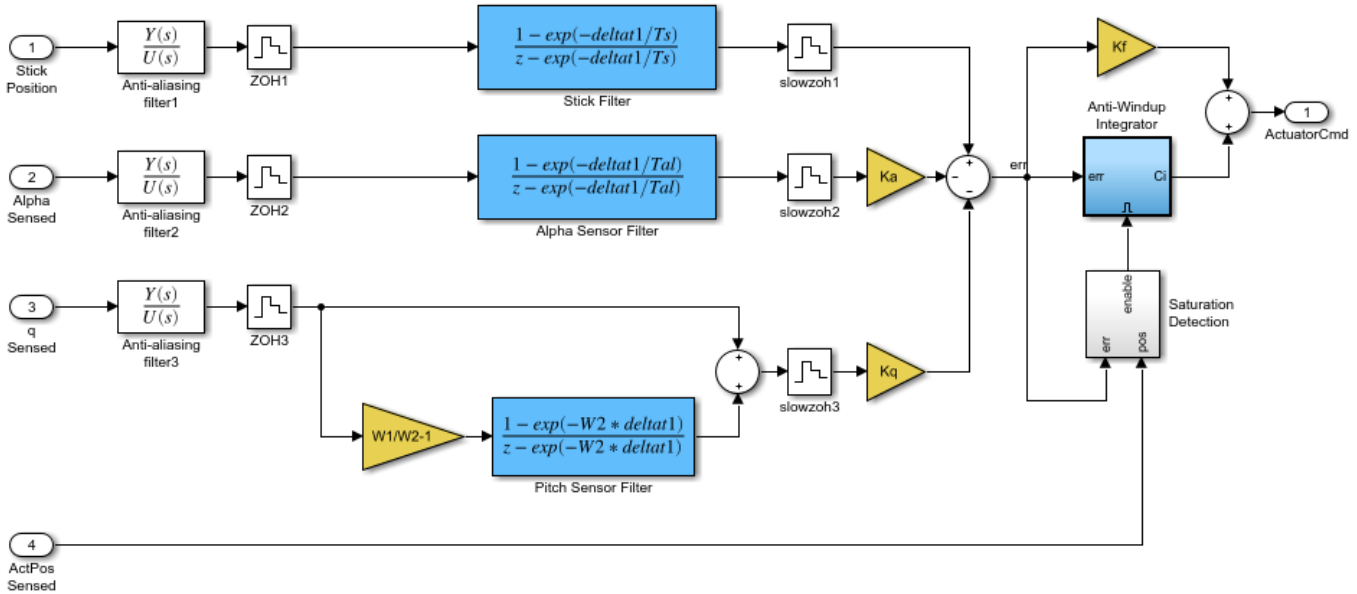 1
Stick
Position
Y(s)
U(s)
Anti-aliasing
filter1
ZOH1
1 − exp(−deltat1/Ts)
z − exp(−deltat1/Ts)
Stick Filter
slowzoh1
Kf
+
+
1
ActuatorCmd
2
Alpha
Sensed
Y(s)
U(s)
Anti-aliasing
filter2
ZOH2
1 − exp(−deltat1/Tal)
z − exp(−deltat1/Tal)
Alpha Sensor Filter
slowzoh2
Ka
+
−
−
err
Anti-Windup
Integrator
err
Ci
3
q
Sensed
Y(s)
U(s)
Anti-aliasing
filter3
ZOH3
+
+
slowzoh3
Kq
enable
err
pos
Saturation
Detection
W1/W2-1
1 − exp(−W2 * deltat1)
z − exp(−W2 * deltat1)
Pitch Sensor Filter
4
ActPos
Sensed